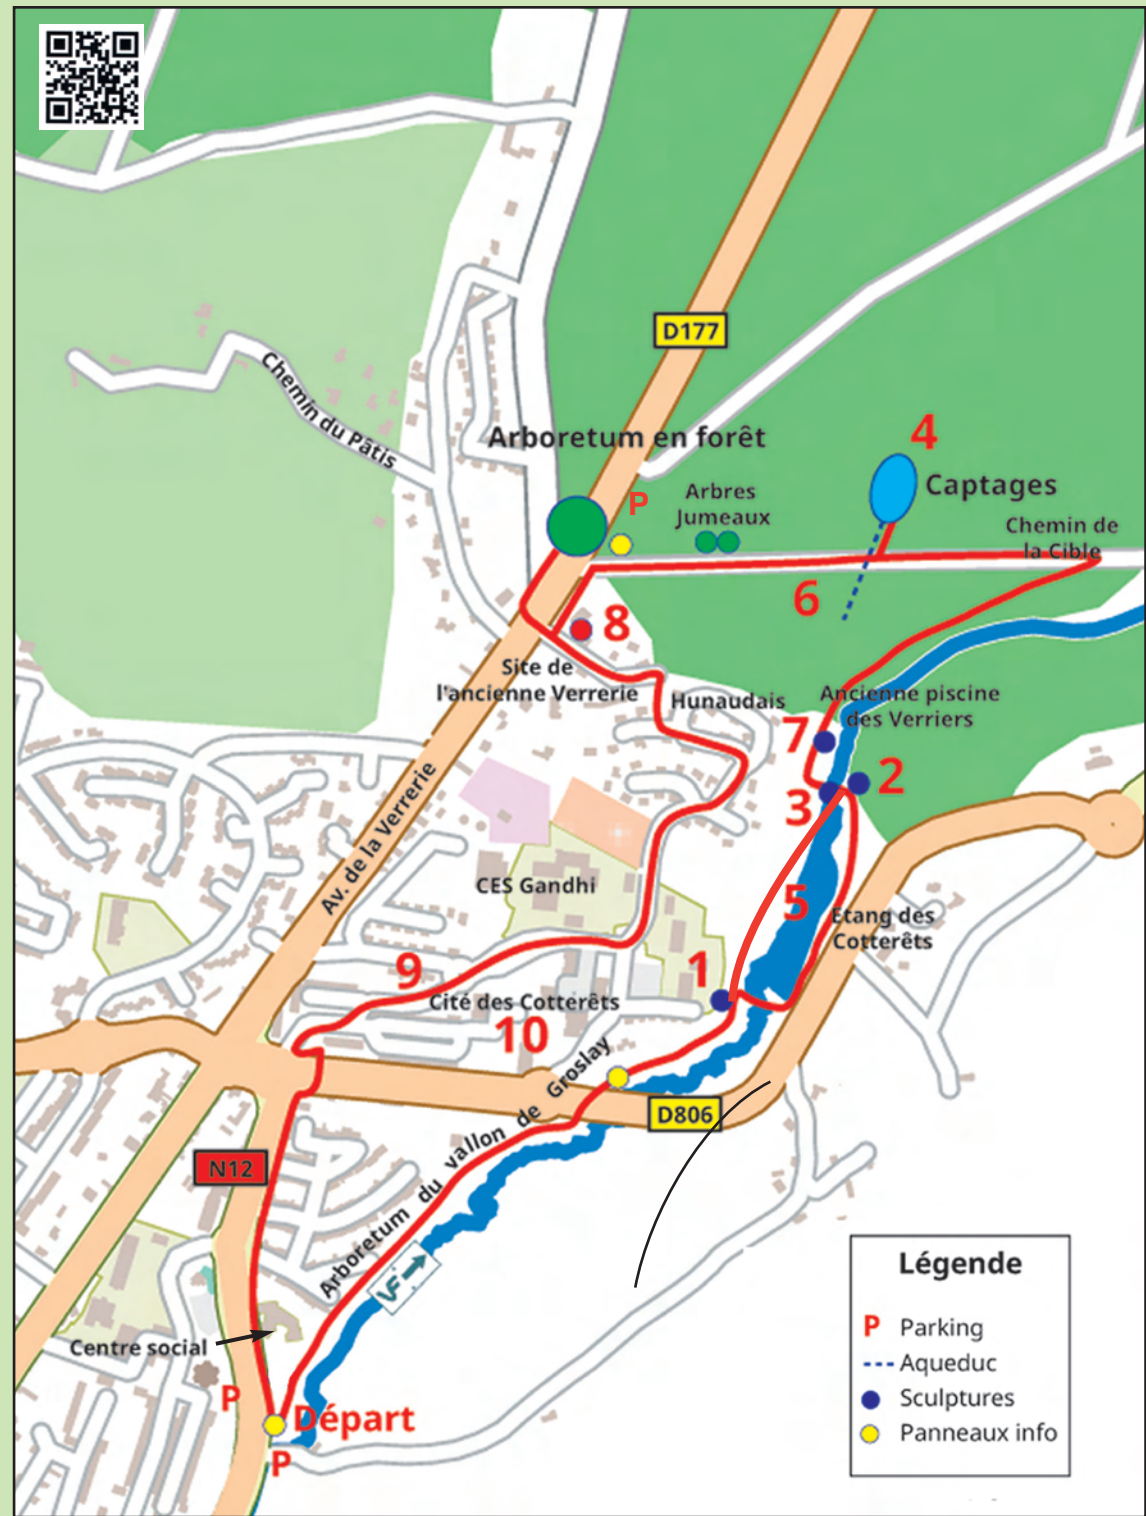 D177
Chemin du Pâtis
Arboretum en forêt
4
Captages
P
Arbres
Jumeaux
Chemin de
la Cible
6
8
Site de
l'ancienne Verrerie
Hunaudais
Ancienne piscine
des Verriers
7
2
3
Av. de la Verrerie
CES Gandhi
5
Etang des
Cotterêts
1
9
Cité des Cotterêts
10
D806
N12
Arboretum du vallon de Groslay
VF
Centre social
P
Départ
P
Légende
P Parking
Aqueduc
Sculptures
Panneaux info